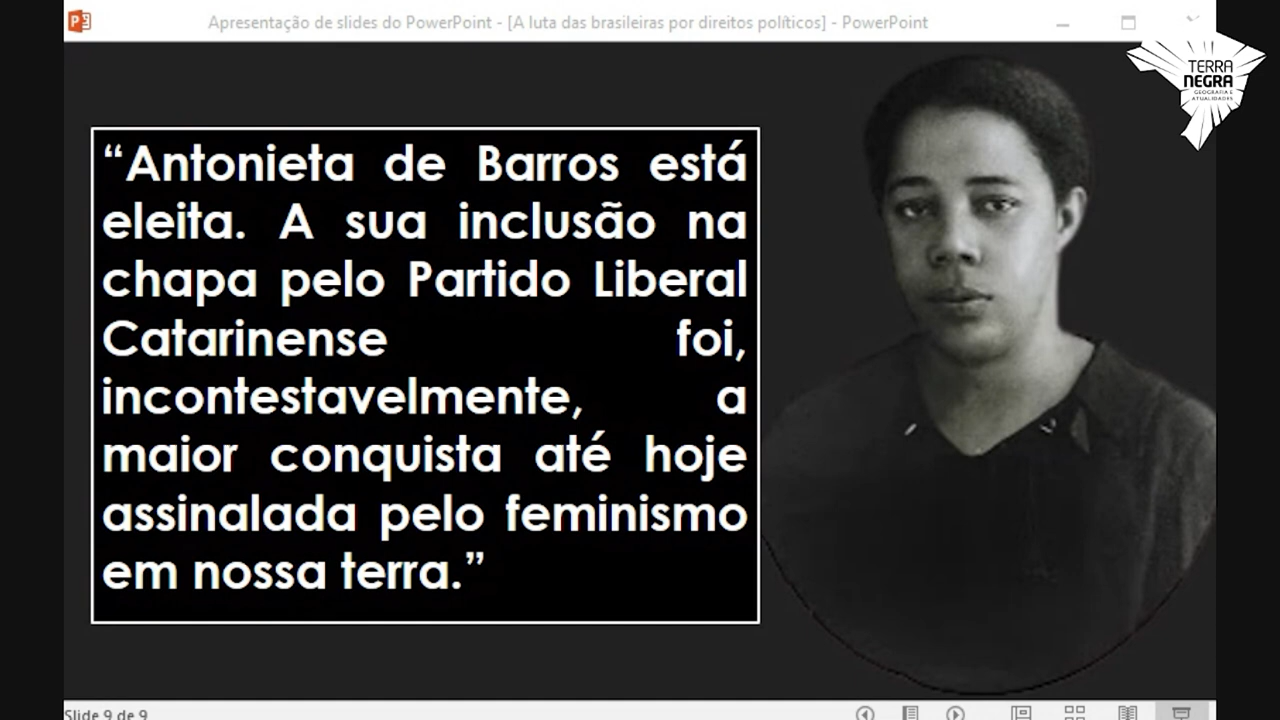 Apresentação de slides do PowerPoint - [A luta das brasileiras por direitos políticos] - PowerPoint
TERRA
NEGRA
GEOGRAFIA E
ATUALIDADES
“Antonieta de Barros está
eleita. A sua inclusão na
chapa pelo Partido Liberal
Catarinense foi,
incontestavelmente, a
maior conquista até hoje
assinalada pelo feminismo
em nossa terra.”
Slide 9 de 9